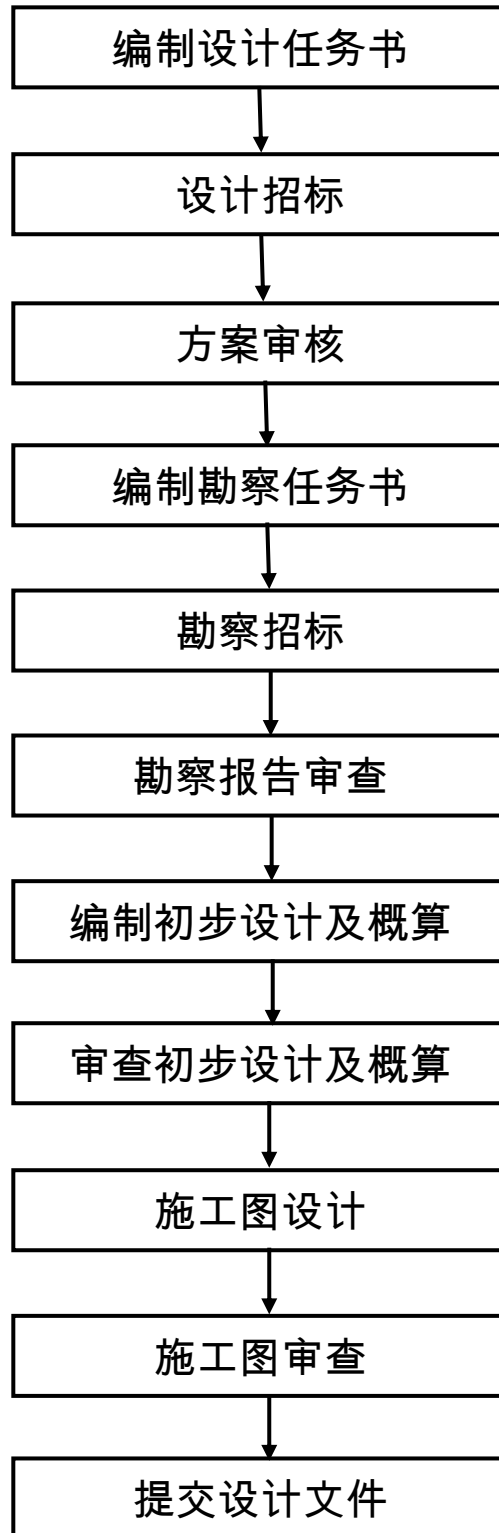 编制设计任务书
设计招标
方案审核
编制勘察任务书
勘察招标
勘察报告审查
编制初步设计及概算
审查初步设计及概算
施工图设计
施工图审查
提交设计文件